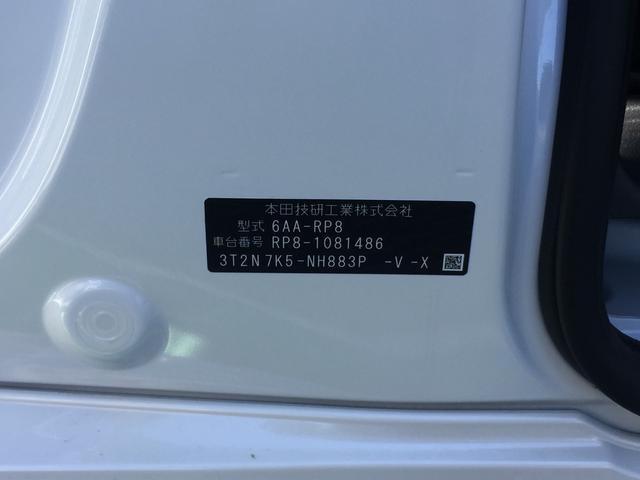 本田技研工業株式会社
型式 6AA-RP8
車台番号 RP8-1081486
3T2N 7K5-NH883P -V -X